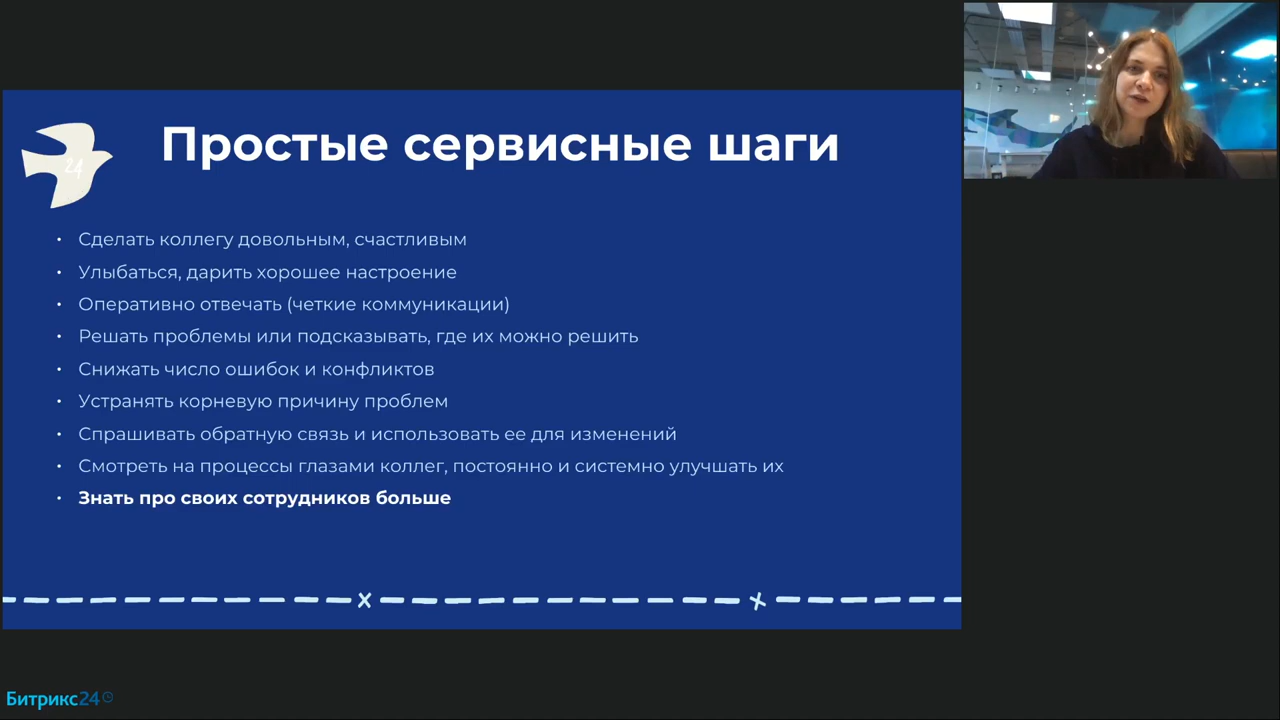 24
Простые сервисные шаги
• Сделать коллегу довольным, счастливым
• Улыбаться, дарить хорошее настроение
• Оперативно отвечать (четкие коммуникации)
• Решать проблемы или подсказывать, где их можно решить
• Снижать число ошибок и конфликтов
• Устранять корневую причину проблем
• Спрашивать обратную связь и использовать ее для изменений
• Смотреть на процессы глазами коллег, постоянно и системно улучшать их
• Знать про своих сотрудников больше
Битрикс24